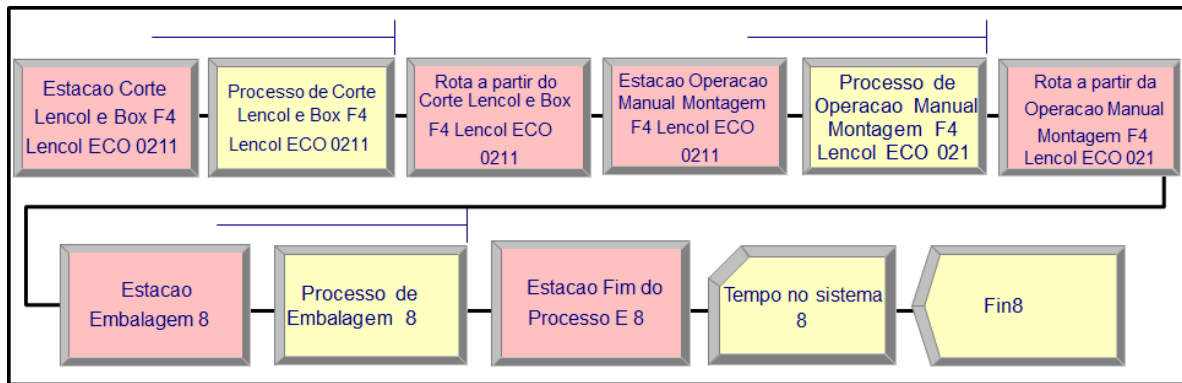 Estacao Corte
Lencol e Box F4
Lencol ECO 0211
Processo de Corte
Lencol e Box F4
Lencol ECO 0211
Rota a partir do
Corte Lencol e Box
F4 Lencol ECO
0211
Estacao Operacao
Manual Montagem
F4 Lencol ECO
0211
Processo de
Operacao Manual
Montagem F4
Lencol ECO 021
Rota a partir da
Operacao Manual
Montagem F4
Lencol ECO 021
Estacao
Embalagem 8
Processo de
Embalagem 8
Estacao Fim do
Processo E 8
Tempo no sistema
8
Fin8